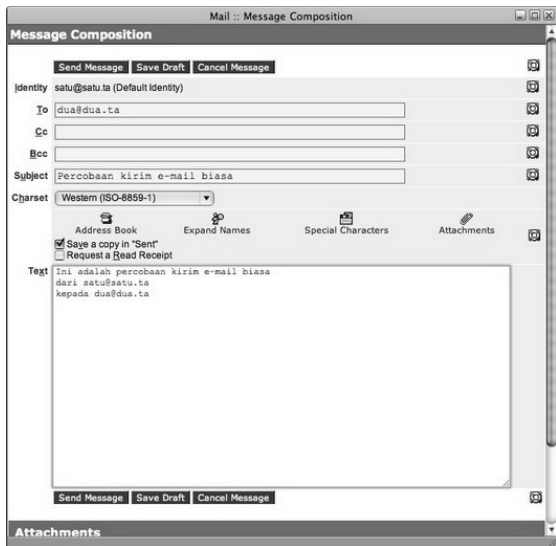 Mail :: Message Composition
Message Composition
Send Message Save Draft Cancel Message
Identity satu@satu.ta (Default Identity)
To dua@dua.ta
Cc
Bcc
Subject Percobaan kirim e-mail biasa
Charset Western (ISO-8859-1)
Address Book Expand Names Special Characters Attachments
Save a copy in "Sent"
Request a Read Receipt
Text Ini adalah percobaan kirim e-mail biasa
dari satu@satu.ta
kepada dua@dua.ta
Send Message Save Draft Cancel Message
Attachments